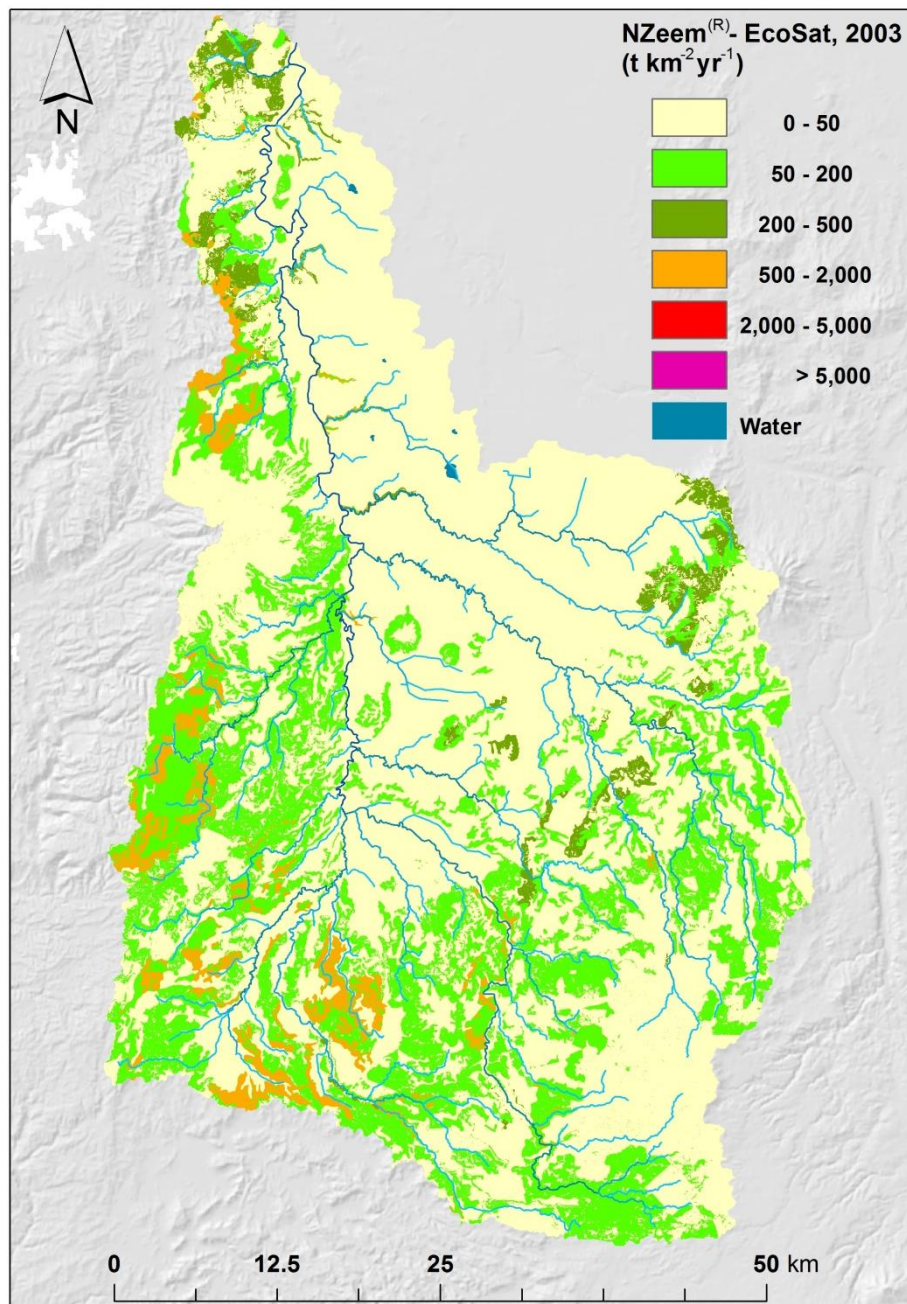 NZeem(R)- EcoSat, 2003
(t km-2 yr-1)
0 - 50
50 - 200
200 - 500
500 - 2,000
2,000 - 5,000
> 5,000
Water
N
0 12.5 25 50 km